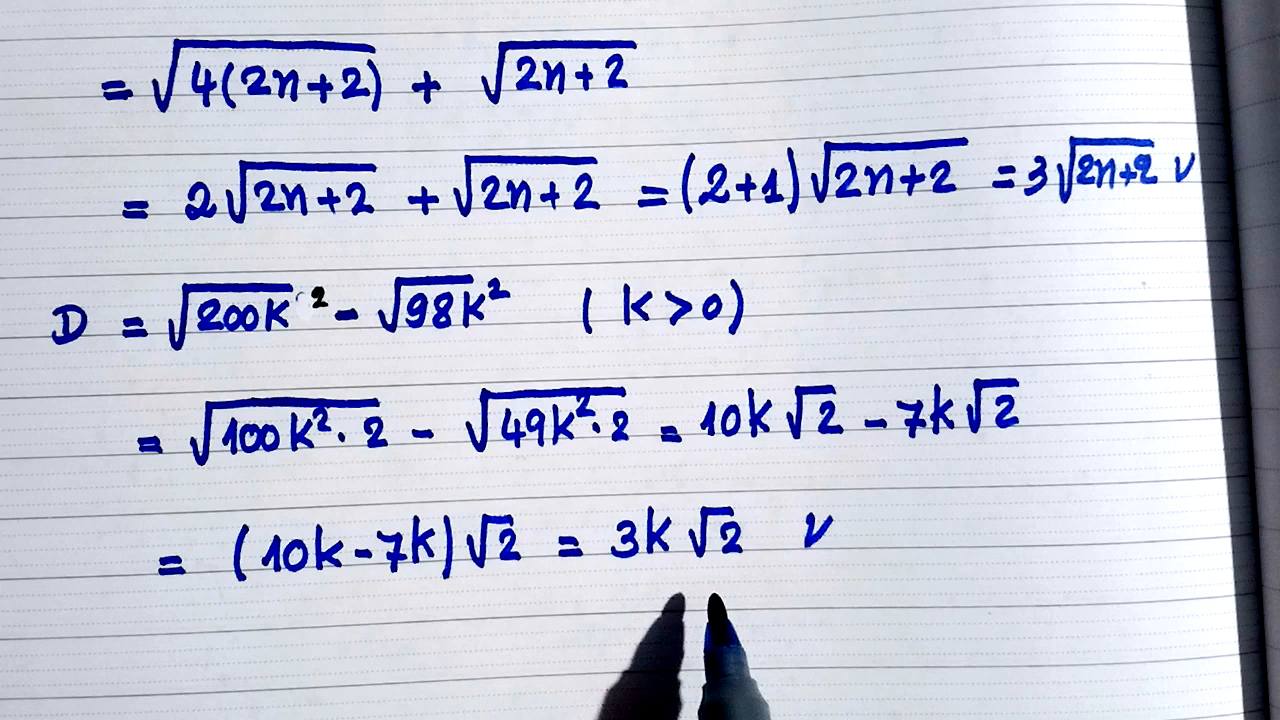 = √4(2n+2) + √2n+2
= 2√2n+2 + √2n+2 = (2+1)√2n+2 = 3√2n+2 v
D = √200K² - √98K² ( K > 0)
= √100K².2 - √49K².2 = 10K√2 - 7K√2
= (10K-7K)√2 = 3K√2 v